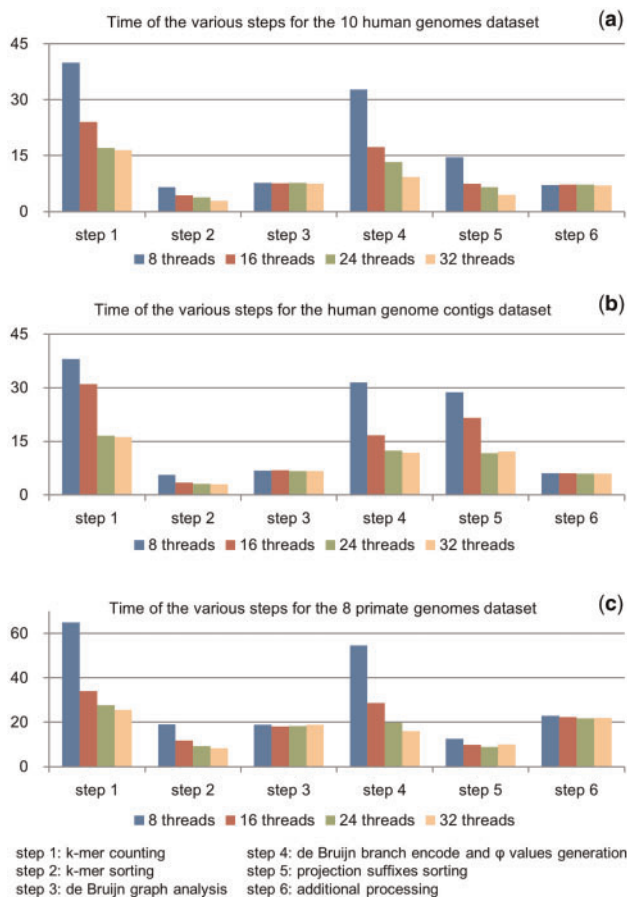 Time of the various steps for the 10 human genomes dataset (a)
45
30
15
0
step 1 step 2 step 3 step 4 step 5 step 6
8 threads 16 threads 24 threads 32 threads
Time of the various steps for the human genome contigs dataset (b)
45
30
15
0
step 1 step 2 step 3 step 4 step 5 step 6
8 threads 16 threads 24 threads 32 threads
Time of the various steps for the 8 primate genomes dataset (c)
60
40
20
0
step 1 step 2 step 3 step 4 step 5 step 6
8 threads 16 threads 24 threads 32 threads
step 1: k-mer counting
step 2: k-mer sorting
step 3: de Bruijn graph analysis
step 4: de Bruijn branch encode and φ values generation
step 5: projection suffixes sorting
step 6: additional processing